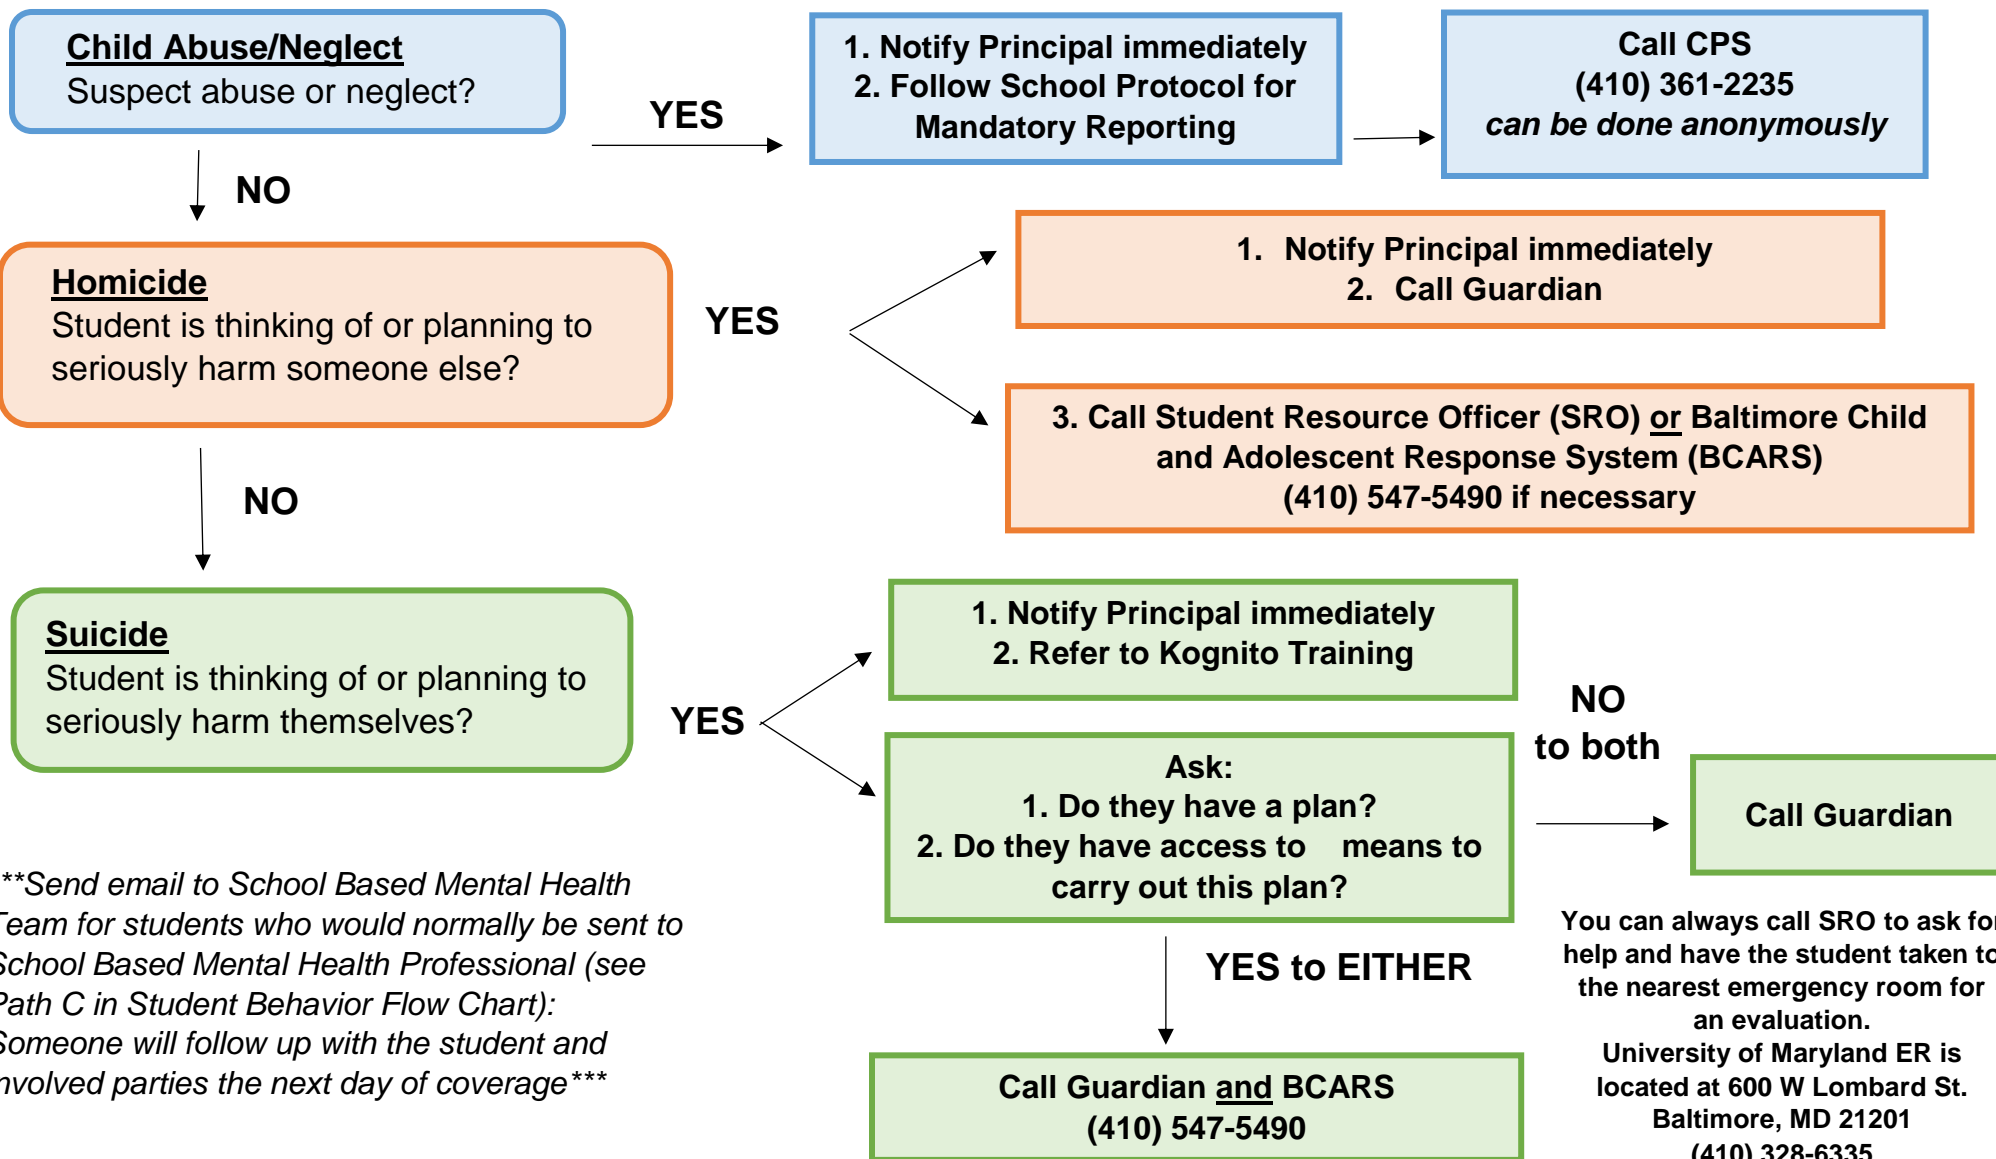 Child Abuse/Neglect
Suspect abuse or neglect?
YES
1. Notify Principal immediately
2. Follow School Protocol for
Mandatory Reporting
Call CPS
(410) 361-2235
can be done anonymously
NO
Homicide
Student is thinking of or planning to
seriously harm someone else?
YES
1. Notify Principal immediately
2. Call Guardian
3. Call Student Resource Officer (SRO) or Baltimore Child
and Adolescent Response System (BCARS)
(410) 547-5490 if necessary
NO
Suicide
Student is thinking of or planning to
seriously harm themselves?
YES
1. Notify Principal immediately
2. Refer to Kognito Training
Ask:
1. Do they have a plan?
2. Do they have access to means to
carry out this plan?
NO
to both
Call Guardian
YES to EITHER
Call Guardian and BCARS
(410) 547-5490
You can always call SRO to ask for
help and have the student taken to
the nearest emergency room for
an evaluation.
University of Maryland ER is
located at 600 W Lombard St.
Baltimore, MD 21201
(410) 328-6335
**Send email to School Based Mental Health
Team for students who would normally be sent to
School Based Mental Health Professional (see
Path C in Student Behavior Flow Chart):
Someone will follow up with the student and
involved parties the next day of coverage***